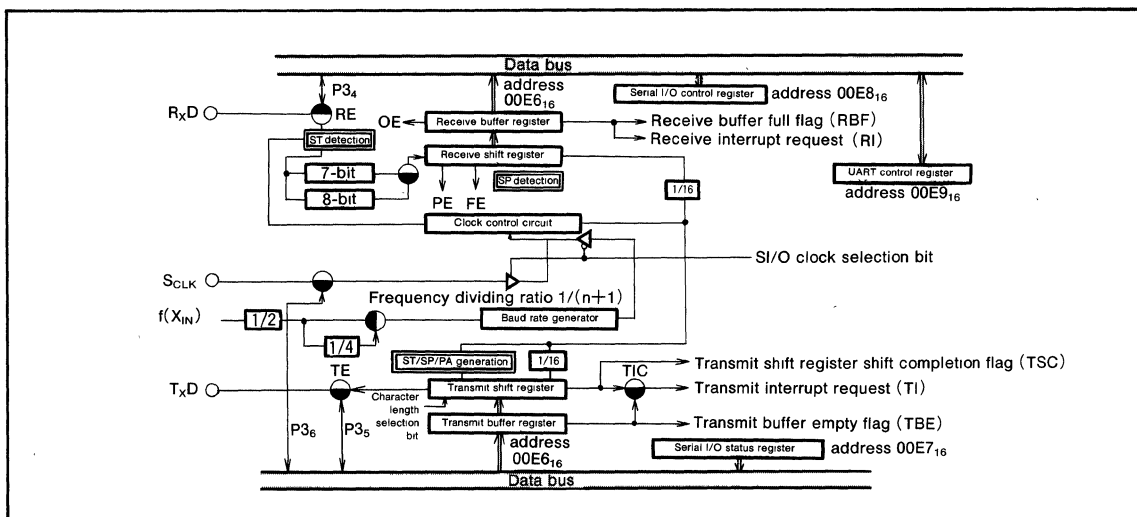 Data bus
P3₄
address
00E6₁₆
Serial I/O control register address 00E8₁₆
RₓD
RE
OE
Receive buffer register
Receive buffer full flag (RBF)
Receive interrupt request (RI)
ST detection
Receive shift register
7-bit
8-bit
SP detection
1/16
UART control register
address 00E9₁₆
PE
FE
Clock control circuit
SI/O clock selection bit
S_CLK
Frequency dividing ratio 1/(n+1)
f(X_IN)
1/2
Baud rate generator
1/4
ST/SP/PA generation
1/16
Transmit shift register shift completion flag (TSC)
TE
TIC
TₓD
Transmit shift register
Transmit interrupt request (TI)
Character
length
selection
bit
P3₆
P3₅
Transmit buffer register
Transmit buffer empty flag (TBE)
address
00E6₁₆
Serial I/O status register address 00E7₁₆
Data bus